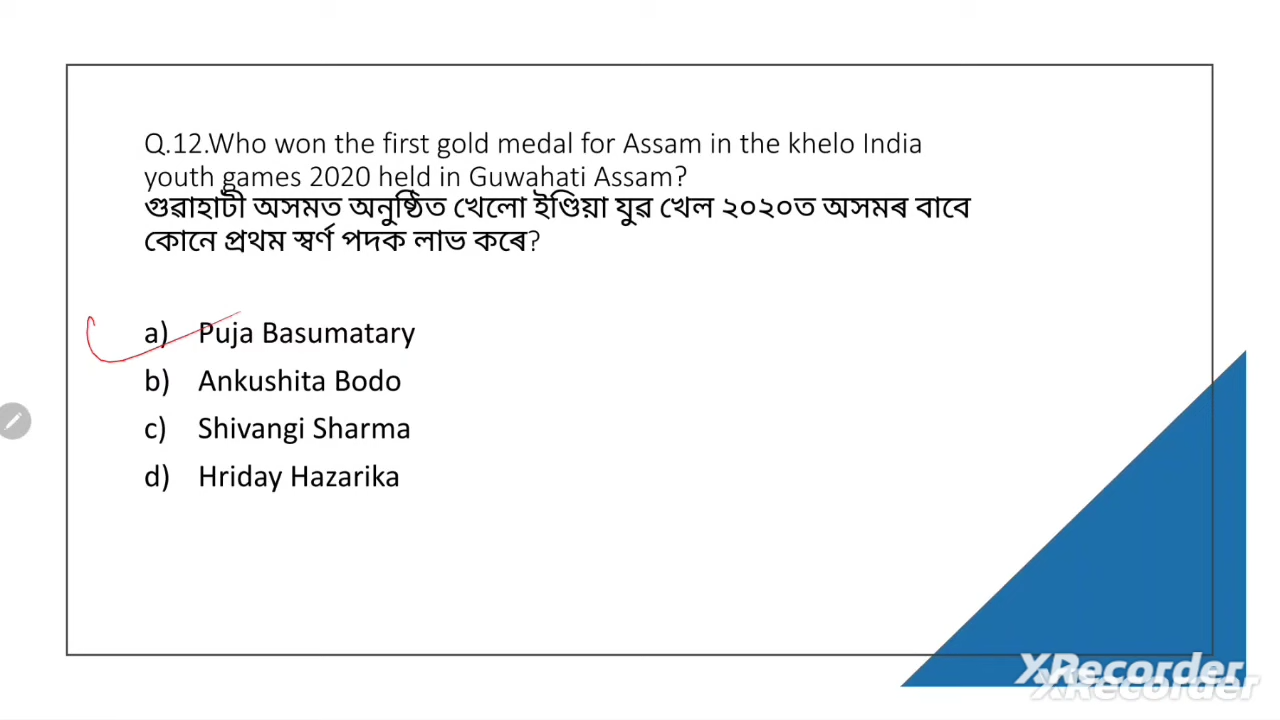 Q.12.Who won the first gold medal for Assam in the khelo India
youth games 2020 held in Guwahati Assam?
গুৱাহাটী অসমত অনুষ্ঠিত খেলো ইণ্ডিয়া যুৱ খেল ২০২০ত অসমৰ বাবে
কোনে প্ৰথম স্বৰ্ণ পদক লাভ কৰে?
a) Puja Basumatary
b) Ankushita Bodo
c) Shivangi Sharma
d) Hriday Hazarika
XRecorder
XRecorder